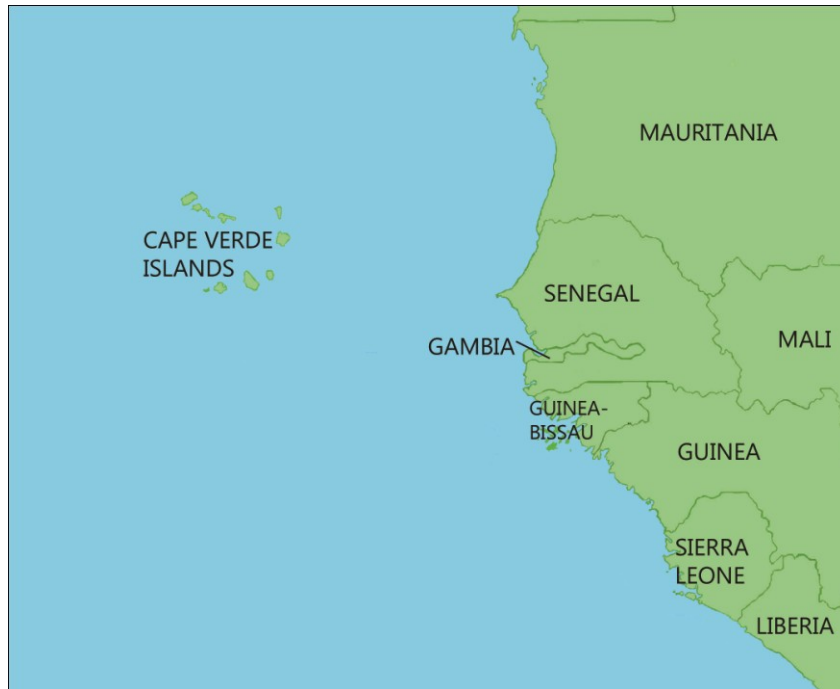 MAURITANIA
CAPE VERDE
ISLANDS
SENEGAL
GAMBIA
MALI
GUINEA-
BISSAU
GUINEA
SIERRA
LEONE
LIBERIA